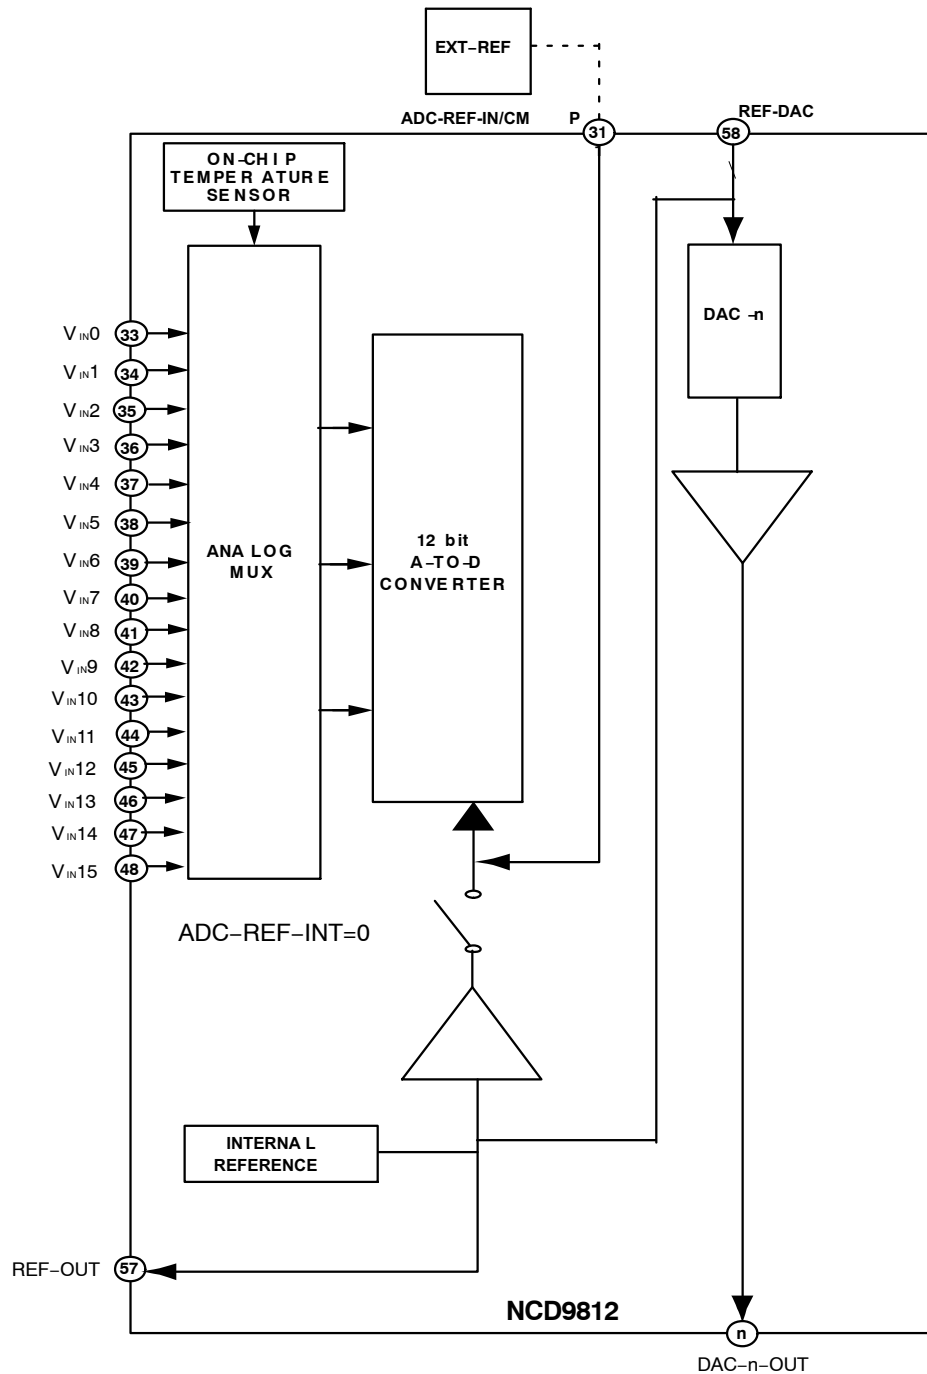 EXT–REF
ADC-REF-IN/CM P 31
58 REF-DAC
ON–CHIP
TEMPERATURE
SENSOR
VIN0 33
VIN1 34
VIN2 35
VIN3 36
VIN4 37
VIN5 38
VIN6 39
VIN7 40
VIN8 41
VIN9 42
VIN10 43
VIN11 44
VIN12 45
VIN13 46
VIN14 47
VIN15 48
ANALOG
MUX
12 bit
A–TO–D
CONVERTER
DAC –n
ADC–REF–INT=0
INTERNAL
REFERENCE
REF–OUT 57
NCD9812
n
DAC–n–OUT